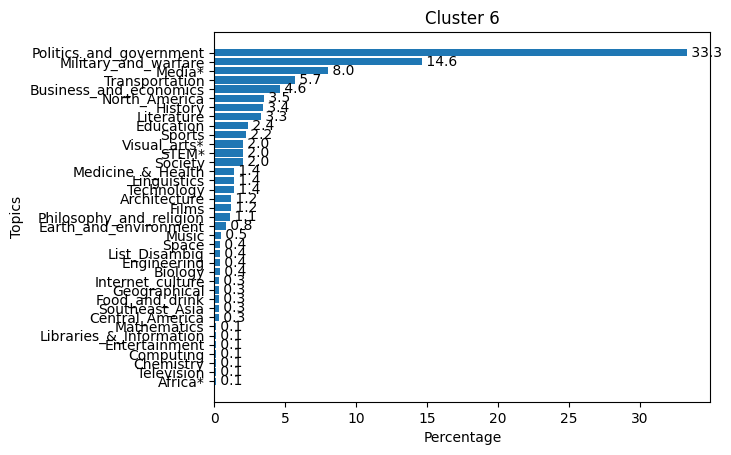 Cluster 6
Politics_and_government 33.3
Military_and_warfare 14.6
Media* 8.0
Transportation 5.7
Business_and_economics 4.6
North_America 3.5
History 3.4
Literature 3.3
Education 2.4
Sports 2.2
Visual_arts* 2.0
STEM* 2.0
Society 2.0
Medicine_&_Health 1.4
Linguistics 1.4
Technology 1.4
Architecture 1.2
Films 1.2
Philosophy_and_religion 1.1
Earth_and_environment 0.8
Music 0.5
Space 0.4
List_Disambig 0.4
Engineering 0.4
Biology 0.4
Internet_culture 0.3
Geographical 0.3
Food_and_drink 0.3
Southeast_Asia 0.3
Central_America 0.3
Mathematics 0.1
Libraries_&_Information 0.1
Entertainment 0.1
Computing 0.1
Chemistry 0.1
Television 0.1
Africa* 0.1
Topics
0 5 10 15 20 25 30
Percentage